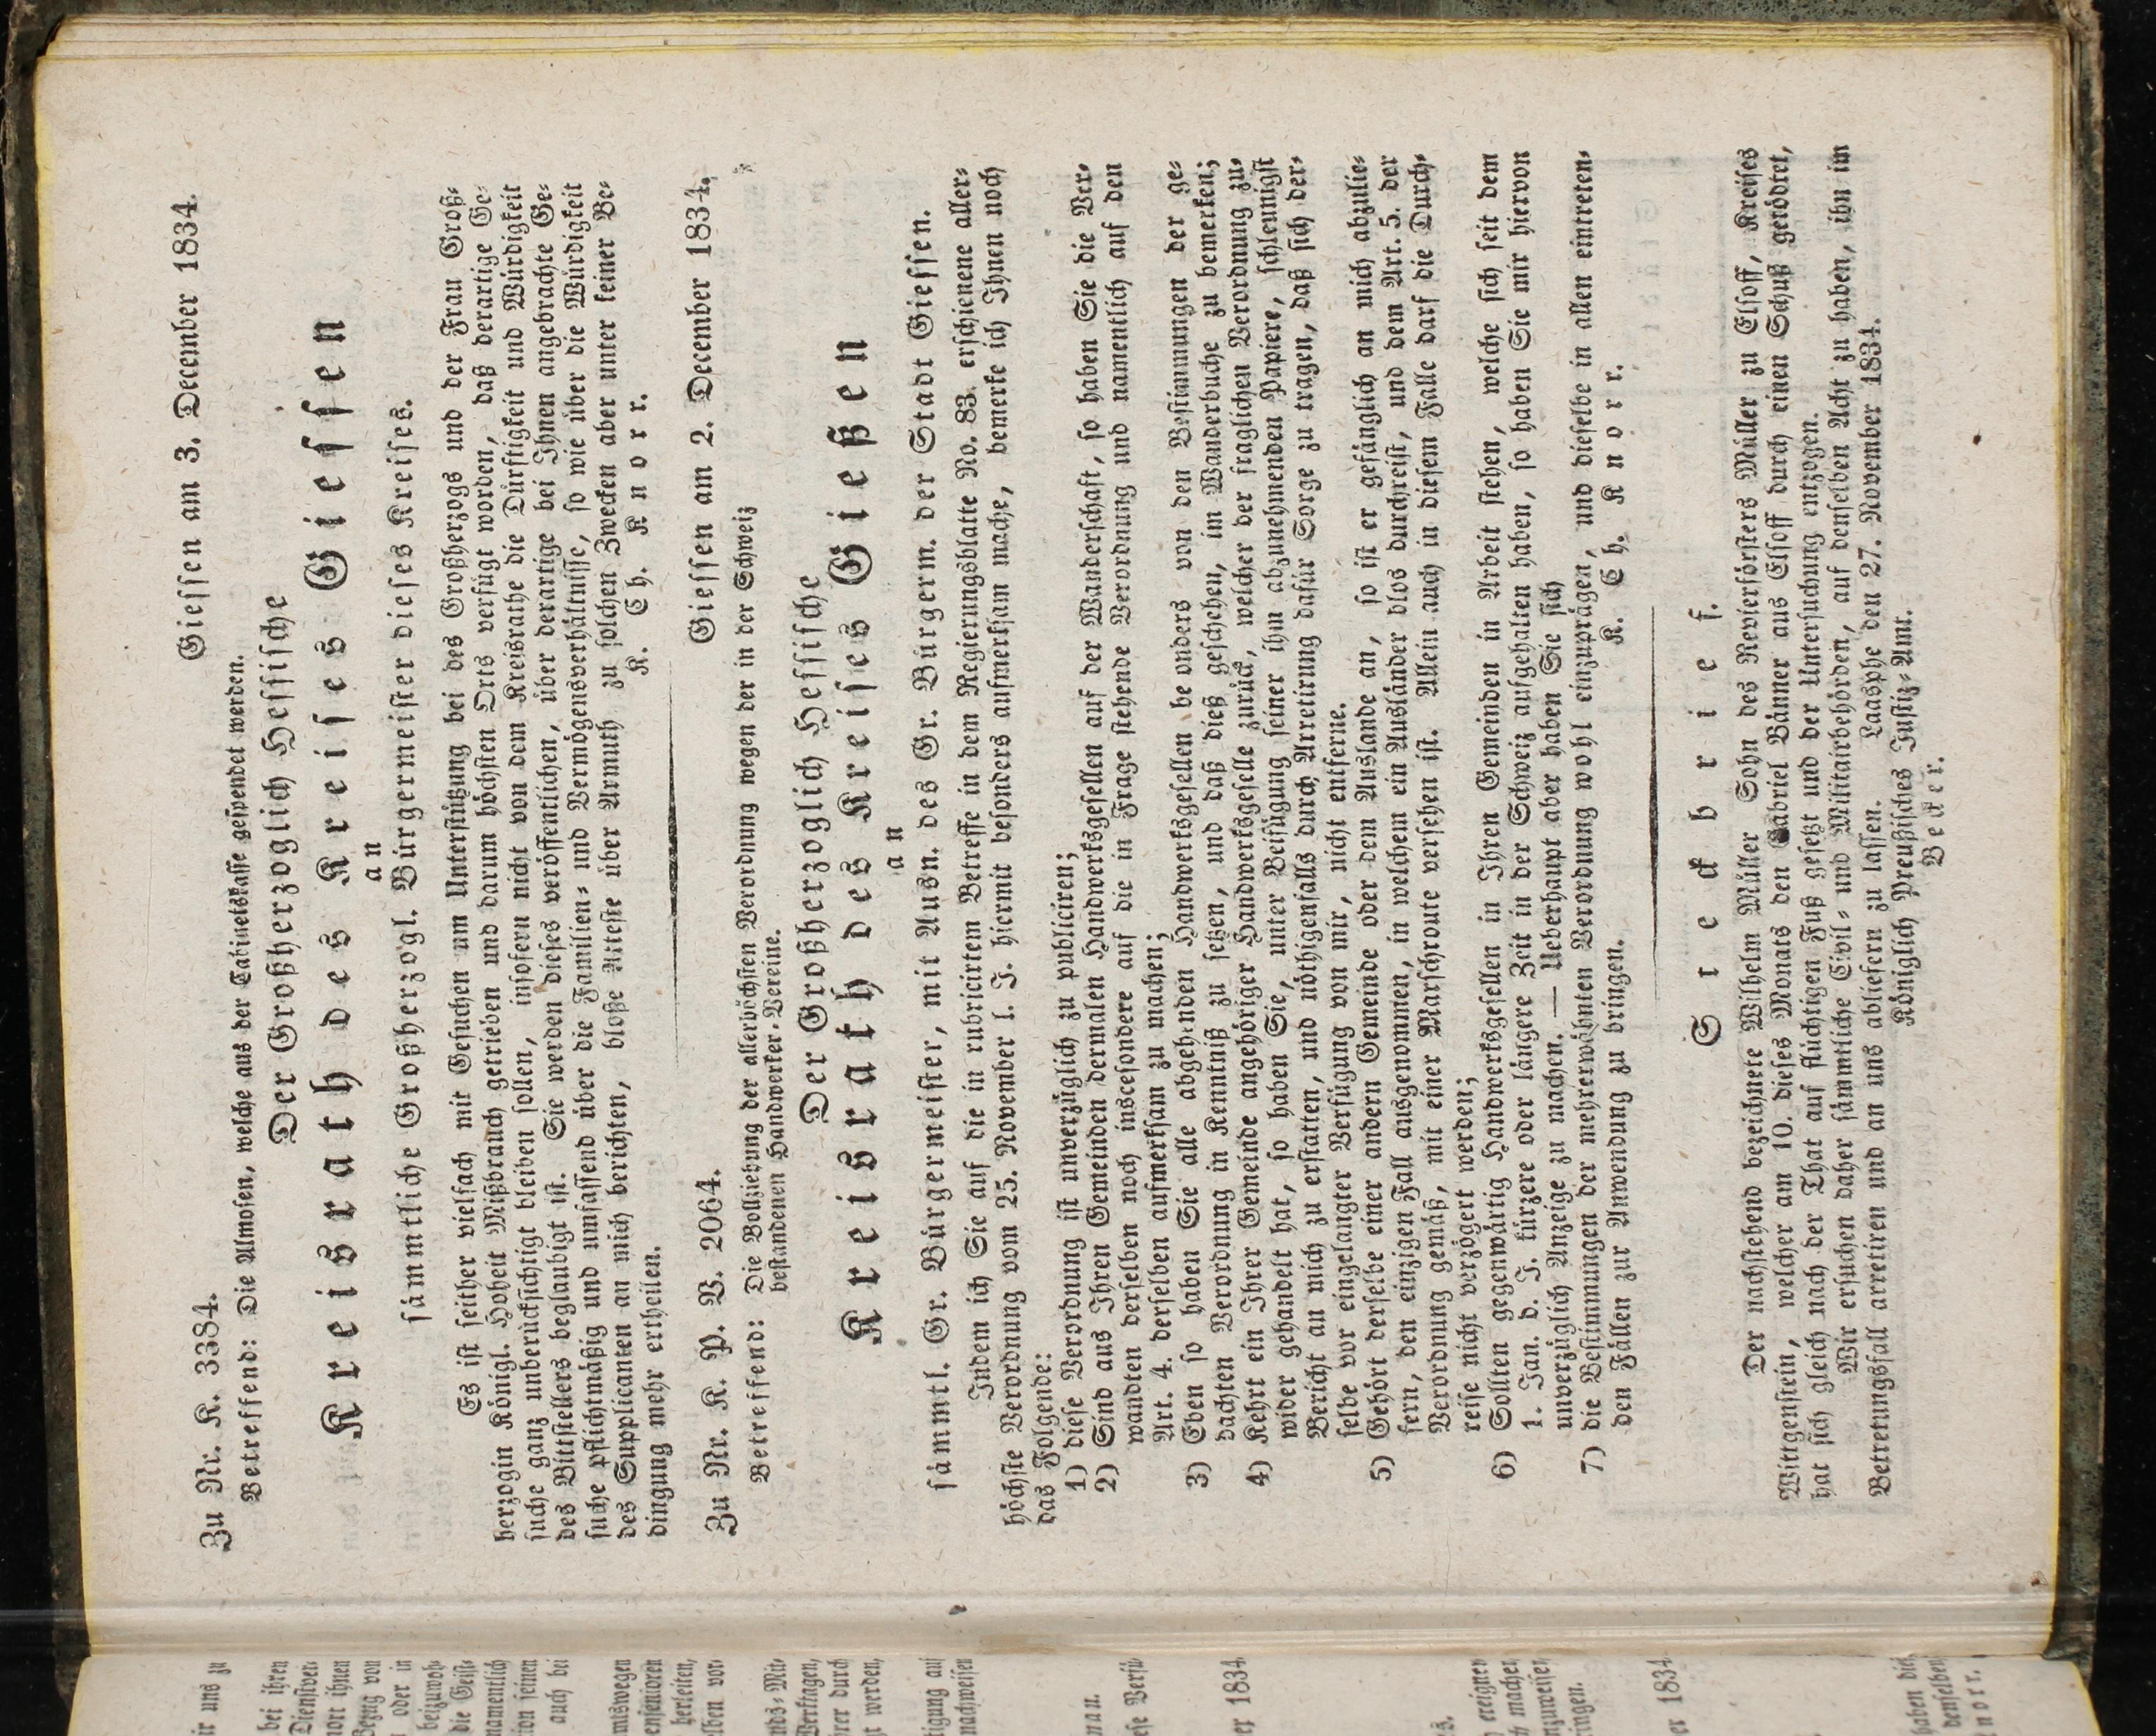 Zu Nr. K. 3384. Giessen am 3. December 1834.
Betreffend: Die Almosen, welche aus der Cabinetskasse gespendet werden.
Der Großherzoglich Hessische
Kreisrath des Kreises Giessen
an
sämmtliche Großherzogl. Bürgermeister dieses Kreises.
Es ist seither vielfach mit Gesuchen um Unterstützung bei des Großherzogs und der Frau Groß-
herzogin Königl. Hoheit Mißbrauch getrieben und darum höchsten Orts verfügt worden, daß derartige Ge-
suche ganz unberücksichtigt bleiben sollen, insofern nicht von dem Kreisrathe die Dürftigkeit und Würdigkeit
des Bittstellers beglaubigt ist. Sie werden dieses veröffentlichen, über derartige bei Ihnen angebrachte Ge-
suche pflichtmäßig und umfassend über die Familien- und Vermögensverhältnisse, so wie über die Würdigkeit
des Supplicanten an mich berichten, bloße Atteste über Armuth zu solchen Zwecken aber unter keiner Be-
dingung mehr ertheilen. K. Ch. Knorr.
Zu Nr. K. P. V. 2064. Giessen am 2. December 1834.
Betreffend: Die Vollziehung der allerhöchsten Verordnung wegen der in der Schweiz
bestandenen Handwerker-Vereine.
Der Großherzoglich Hessische
Kreisrath des Kreises Gießen
an
sämmtl. Gr. Bürgermeister, mit Ausn. des Gr. Bürgerm. der Stadt Giessen.
Indem ich Sie auf die in rubricirtem Betreffe in dem Regierungsblatte No. 83. erschienene aller-
höchste Verordnung vom 25. November l. J. hiermit besonders aufmerksam mache, bemerke ich Ihnen noch
das Folgende:
1) diese Verordnung ist unverzüglich zu publiciren;
2) Sind aus Ihren Gemeinden dermalen Handwerksgesellen auf der Wanderschaft, so haben Sie die Ver-
wandten derselben noch inscesondere auf die in Frage stehende Verordnung und namentlich auf den
Art. 4. derselben aufmerksam zu machen;
3) Eben so haben Sie alle abgehenden Handwerksgesellen be onders von den Bestimmungen der ge-
dachten Verordnung in Kenntniß zu setzen, und daß dieß geschehen, im Wanderbuche zu bemerken;
4) Kehrt ein Ihrer Gemeinde angehöriger Handwerksgeselle zurück, welcher der fraglichen Verordnung zu-
wider gehandelt hat, so haben Sie, unter Beifügung seiner ihm abzunehmenden Papiere, schleunigst
Bericht an mich zu erstatten, und nöthigenfalls durch Arretirung dafür Sorge zu tragen, daß sich der-
selbe vor eingelangter Verfügung von mir, nicht entferne.
5) Gehört derselbe einer andern Gemeinde oder dem Auslande an, so ist er gefänglich an mich abzulie-
fern, den einzigen Fall ausgenommen, in welchem ein Ausländer blos durchreist, und dem Art. 5. der
Verordnung gemäß, mit einer Marschroute versehen ist. Allein auch in diesem Falle darf die Durch-
reise nicht verzögert werden;
6) Sollten gegenwärtig Handwerksgesellen in Ihren Gemeinden in Arbeit stehen, welche sich seit dem
1. Jan. d. J. kürzere oder längere Zeit in der Schweiz aufgehalten haben, so haben Sie mir hiervon
unverzüglich Anzeige zu machen. — Ueberhaupt aber haben Sie sich
7) die Bestimmungen der mehrerwähnten Verordnung wohl einzuprägen, und dieselbe in allen eintreten-
den Fällen zur Anwendung zu bringen. K. Ch. Knorr.
Steckbrief.
Der nachstehend bezeichnete Wilhelm Müller Sohn des Revierförsters Müller zu Elsoff, Kreises
Wittgenstein, welcher am 10. dieses Monats den Gabriel Bänner aus Elsoff durch einen Schuß getödtet,
hat sich gleich nach der That auf flüchtigen Fuß gesetzt und der Untersuchung entzogen.
Wir ersuchen daher sämmtliche Civil- und Militairbehörden, auf denselben Acht zu haben, ihn im
Betretungsfall arretiren und an uns abliefern zu lassen. Laasphe den 27. November 1834.
Königlich Preußisches Justiz-Amt.
Becker.